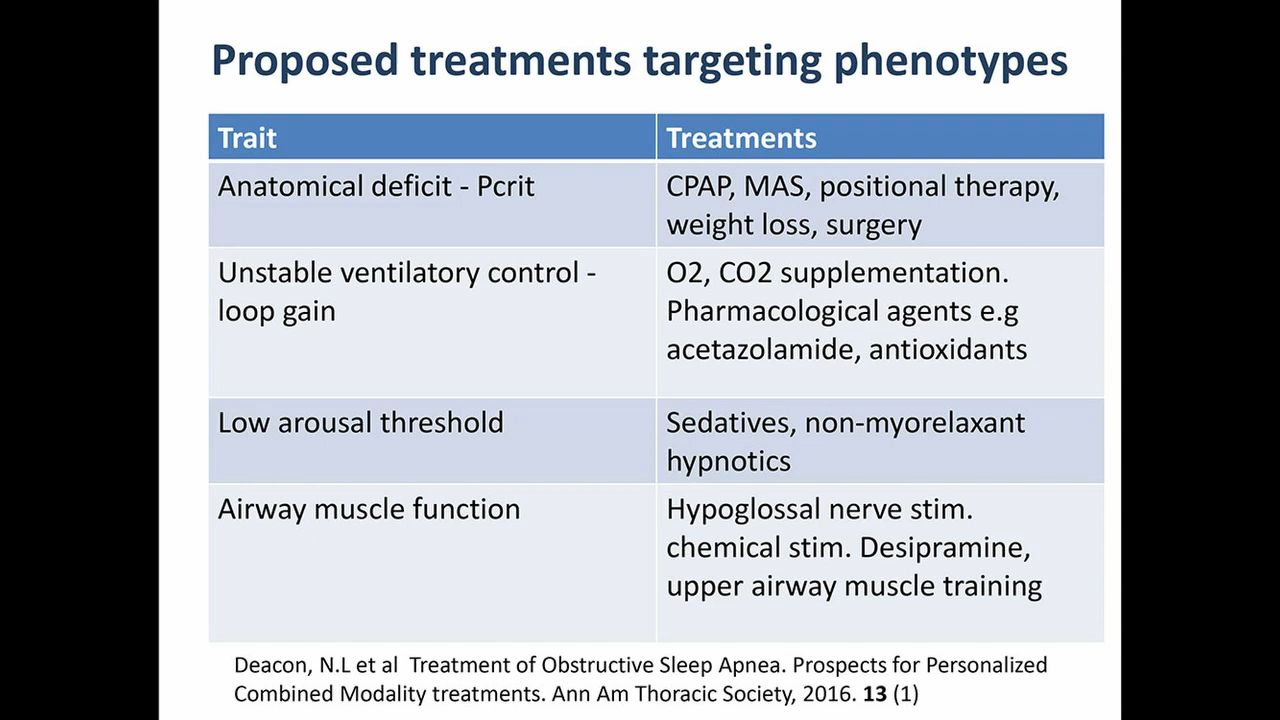 Proposed treatments targeting phenotypes
Trait
Treatments
Anatomical deficit - Pcrit
CPAP, MAS, positional therapy,
weight loss, surgery
Unstable ventilatory control -
loop gain
O2, CO2 supplementation.
Pharmacological agents e.g
acetazolamide, antioxidants
Low arousal threshold
Sedatives, non-myorelaxant
hypnotics
Airway muscle function
Hypoglossal nerve stim.
chemical stim. Desipramine,
upper airway muscle training
Deacon, N.L et al  Treatment of Obstructive Sleep Apnea. Prospects for Personalized
Combined Modality treatments. Ann Am Thoracic Society, 2016. 13 (1)